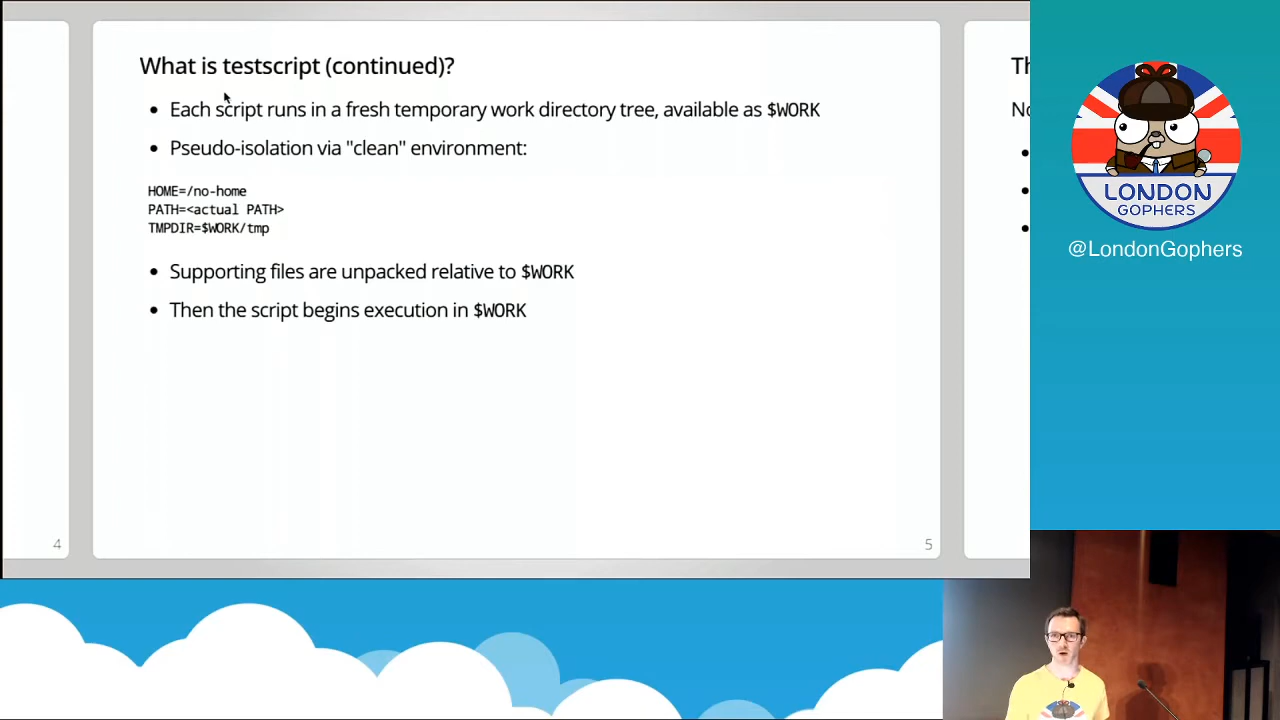 What is testscript (continued)?
• Each script runs in a fresh temporary work directory tree, available as $WORK
• Pseudo-isolation via "clean" environment:
HOME=/no-home
PATH=<actual PATH>
TMPDIR=$WORK/tmp
• Supporting files are unpacked relative to $WORK
• Then the script begins execution in $WORK
4
5
Th
No
LONDON
GOPHERS
@LondonGophers